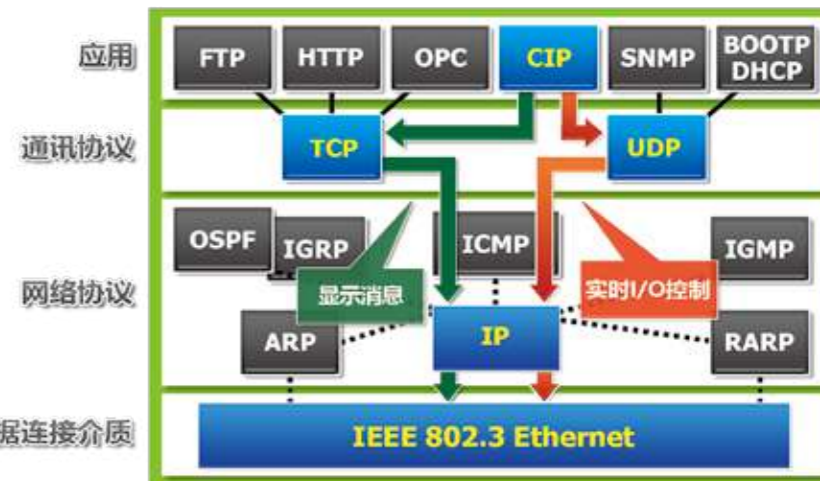 应用
FTP
HTTP
OPC
CIP
SNMP
BOOTP
DHCP
通讯协议
TCP
UDP
网络协议
OSPF
IGRP
ICMP
IGMP
显示消息
实时I/O控制
ARP
IP
RARP
据连接介质
IEEE 802.3 Ethernet